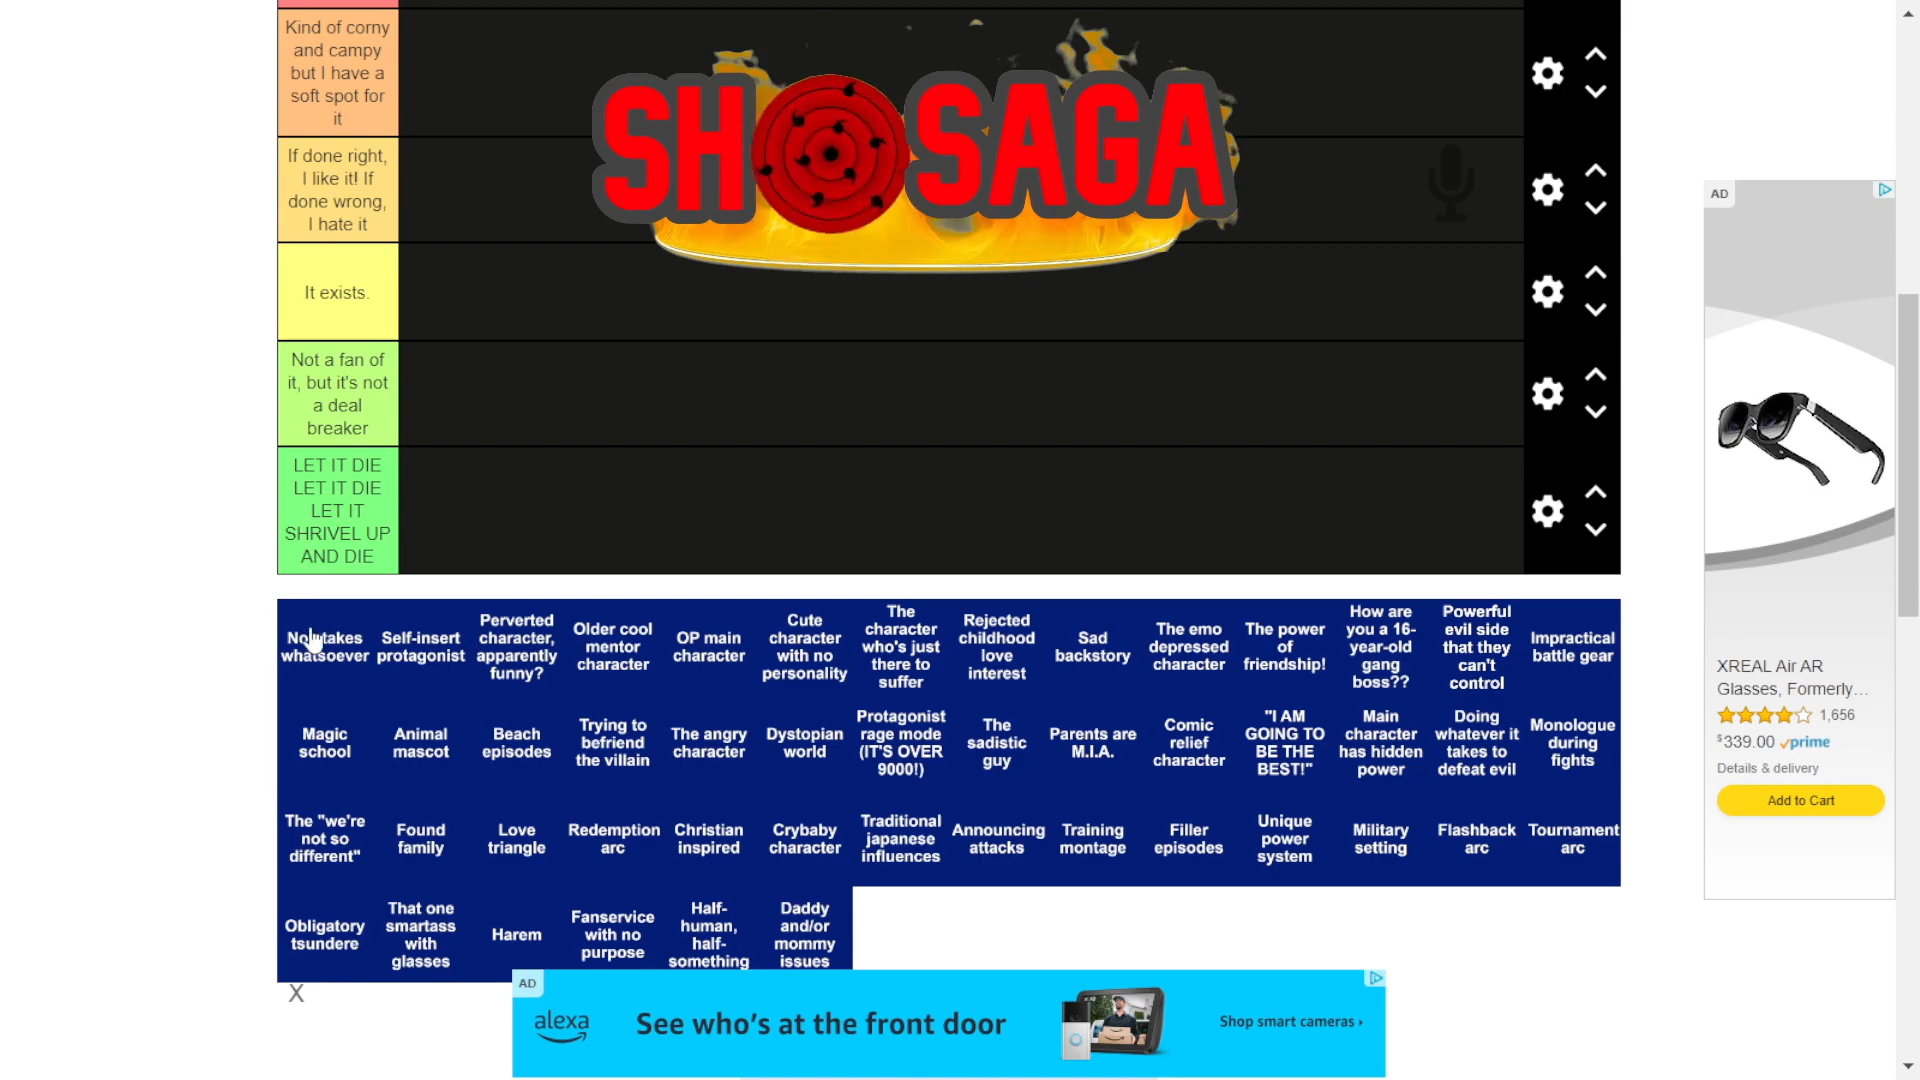 Kind of corny
and campy
but I have a
soft spot for
it
SH SAGA
If done right,
I like it! If
done wrong,
I hate it
It exists.
Not a fan of
it, but it's not
a deal
breaker
LET IT DIE
LET IT DIE
LET IT
SHRIVEL UP
AND DIE
whatsoever
Self-insert
protagonist
Perverted
character,
apparently
funny?
Older cool
mentor
character
OP main
character
Cute
character
with no
personality
The
character
who's just
there to
suffer
Rejected
childhood
love
interest
Sad
backstory
The emo
depressed
character
The power
of
friendship!
How are
you a 16-
year-old
gang
boss??
Powerful
evil side
that they
can't
control
Impractical
battle gear
Magic
school
Animal
mascot
Beach
episodes
Trying to
befriend
the villain
The angry
character
Dystopian
world
Protagonist
rage mode
(IT'S OVER
9000!)
The
sadistic
guy
Parents are
M.I.A.
Comic
relief
character
"I AM
GOING TO
BE THE
BEST!"
Main
character
has hidden
power
Doing
whatever it
takes to
defeat evil
Monologue
during
fights
The "we're
not so
different"
Found
family
Love
triangle
Redemption
arc
Christian
inspired
Crybaby
character
Traditional
japanese
influences
Announcing
attacks
Training
montage
Filler
episodes
Unique
power
system
Military
setting
Flashback
arc
Tournament
arc
Obligatory
tsundere
That one
smartass
with
glasses
Harem
Fanservice
with no
purpose
Half-
human,
half-
something
Daddy
and/or
mommy
issues
X
AD
alexa
See who's at the front door
Shop smart cameras ›
AD
XREAL Air AR
Glasses, Formerly...
1,656
$339.00 prime
Details & delivery
Add to Cart